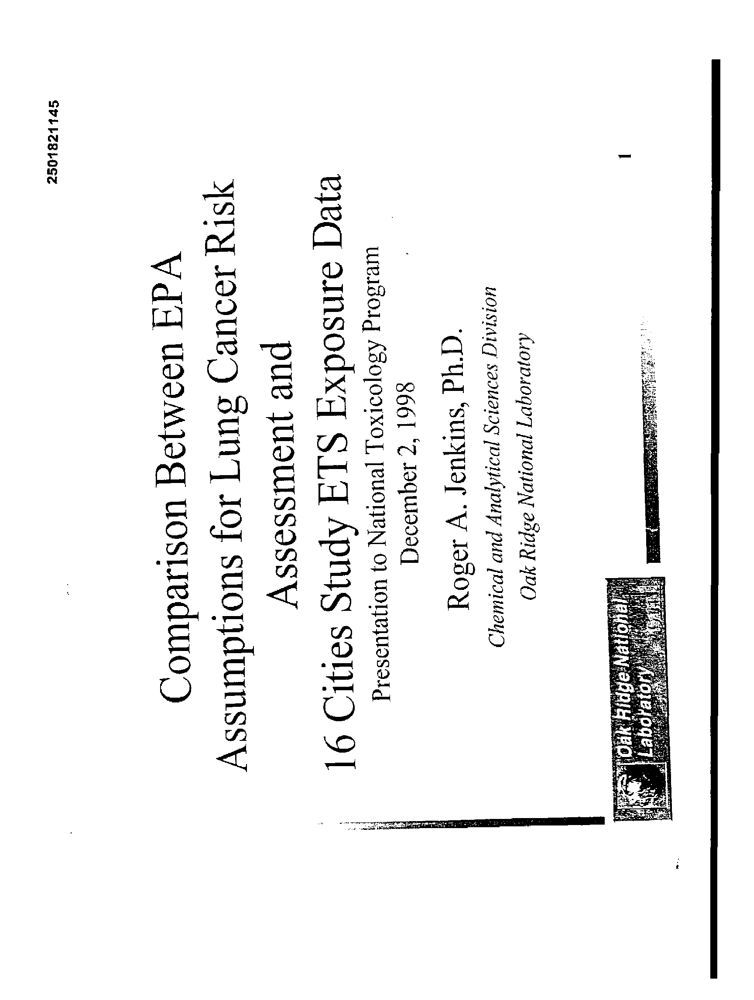 2501821145
Comparison Between EPA
Assumptions for Lung Cancer Risk
Assessment and
16 Cities Study ETS Exposure Data
Presentation to National Toxicology Program
December 2, 1998
Roger A. Jenkins, Ph.D.
Chemical and Analytical Sciences Division
Oak Ridge National Laboratory
Oak Ridge National
Laboratory
1